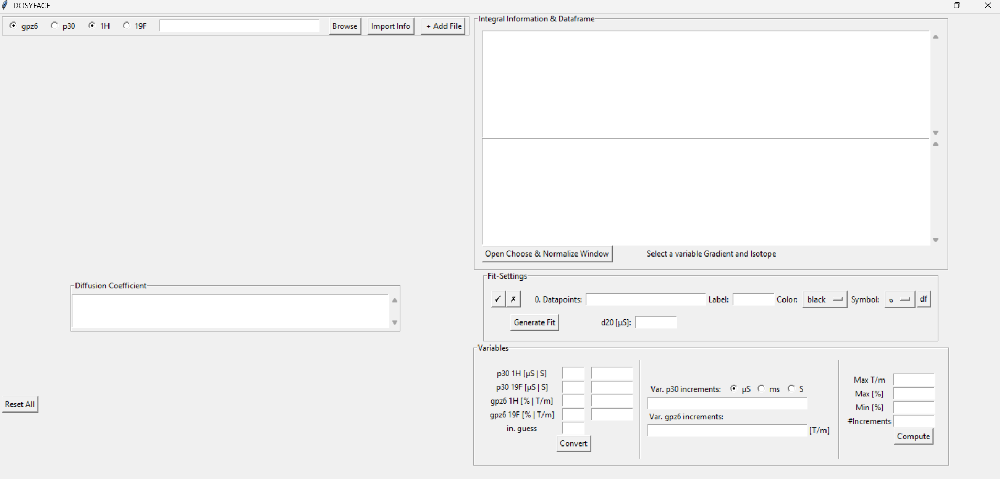 DOSYFACE
gpz6 p30 1H 19F Browse Import Info + Add File
Integral Information & Dataframe
Open Choose & Normalize Window Select a variable Gradient and Isotope
Fit-Settings
✓ ✗ 0. Datapoints: Label: Color: black Symbol: o df
Generate Fit d20 [µS]:
Diffusion Coefficient
Reset All
Variables
p30 1H [µS | S]
p30 19F [µS | S]
gpz6 1H [% | T/m]
gpz6 19F [% | T/m]
in. guess
Convert
Var. p30 increments: µS ms S
Var. gpz6 increments:
[T/m]
Max T/m
Max [%]
Min [%]
#Increments
Compute